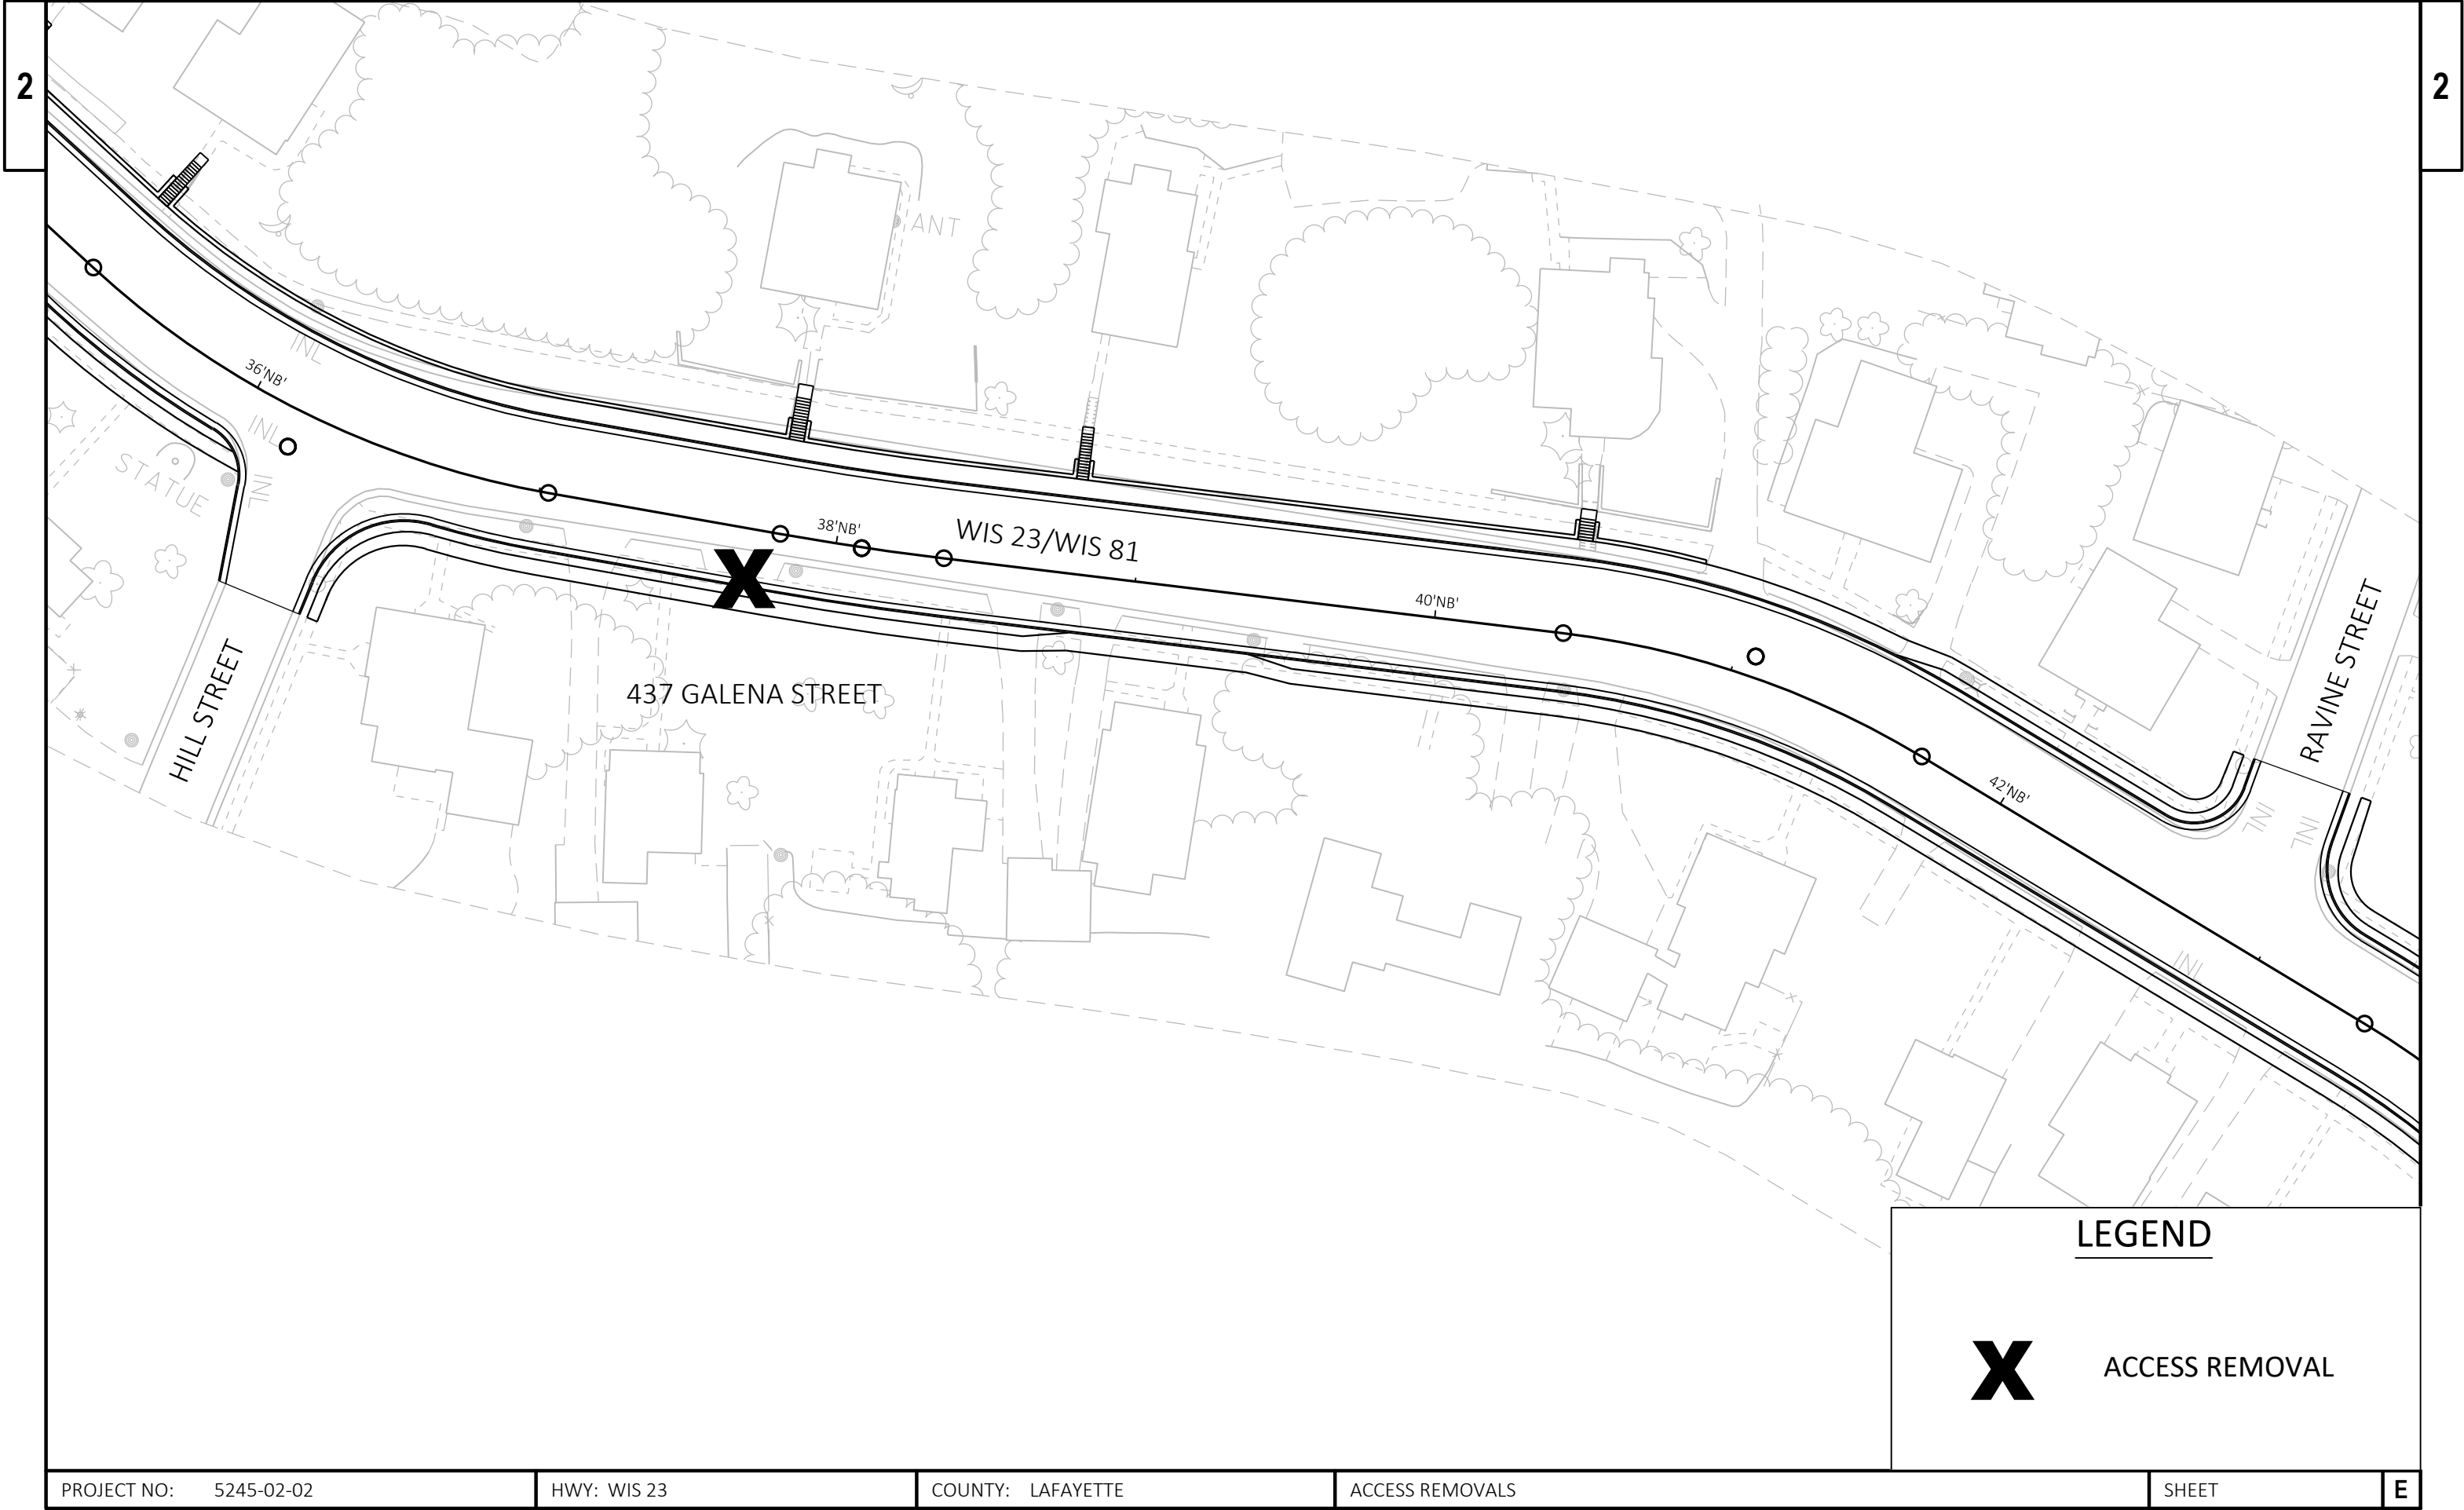 2
2
ANT
36'NB'
INL
INL
STATUE
INL
38'NB'
WIS 23/WIS 81
40'NB'
HILL STREET
437 GALENA STREET
RAVINE STREET
42'NB'
INL
INL
INL
LEGEND
X ACCESS REMOVAL
PROJECT NO: 5245-02-02 HWY: WIS 23 COUNTY: LAFAYETTE ACCESS REMOVALS SHEET E